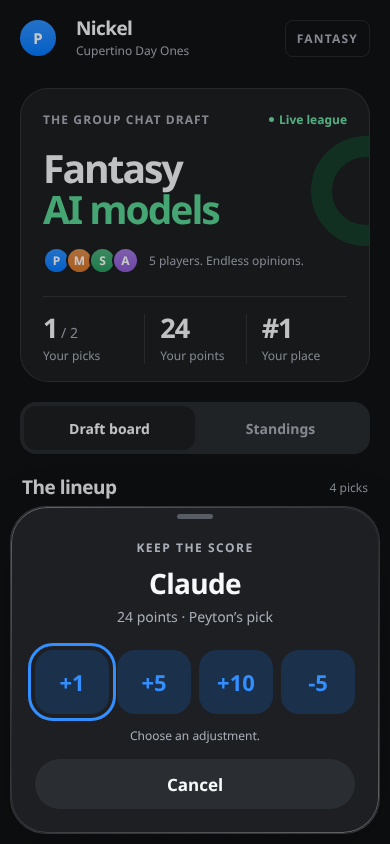 P
Nickel
Cupertino Day Ones
FANTASY
THE GROUP CHAT DRAFT
Live league
Fantasy
AI models
P M S A
5 players. Endless opinions.
1 / 2
Your picks
24
Your points
#1
Your place
Draft board
Standings
The lineup
4 picks
KEEP THE SCORE
Claude
24 points · Peyton’s pick
+1
+5
+10
-5
Choose an adjustment.
Cancel